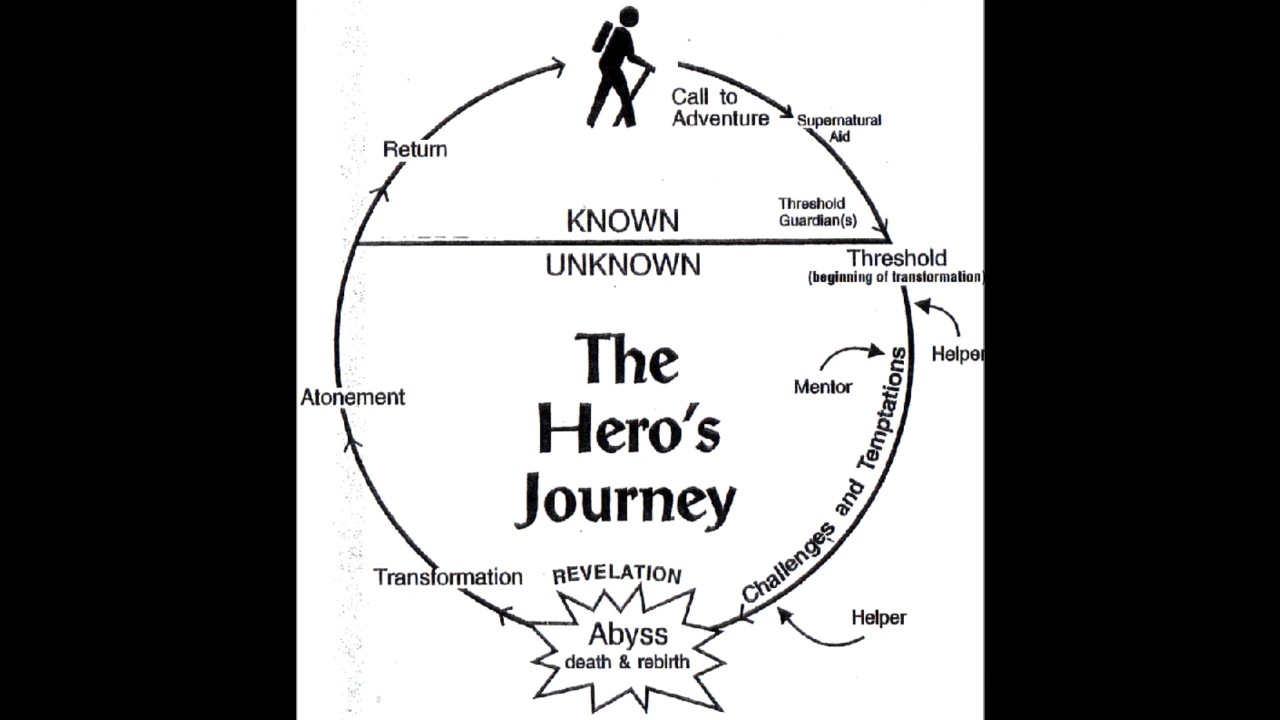 Call to
Adventure
Supernatural
Aid
Return
Threshold
Guardian(s)
KNOWN
UNKNOWN
Threshold
(beginning of transformation)
Helper
Mentor
Challenges and Temptations
The
Hero's
Journey
Atonement
Transformation
REVELATION
Abyss
death & rebirth
Helper